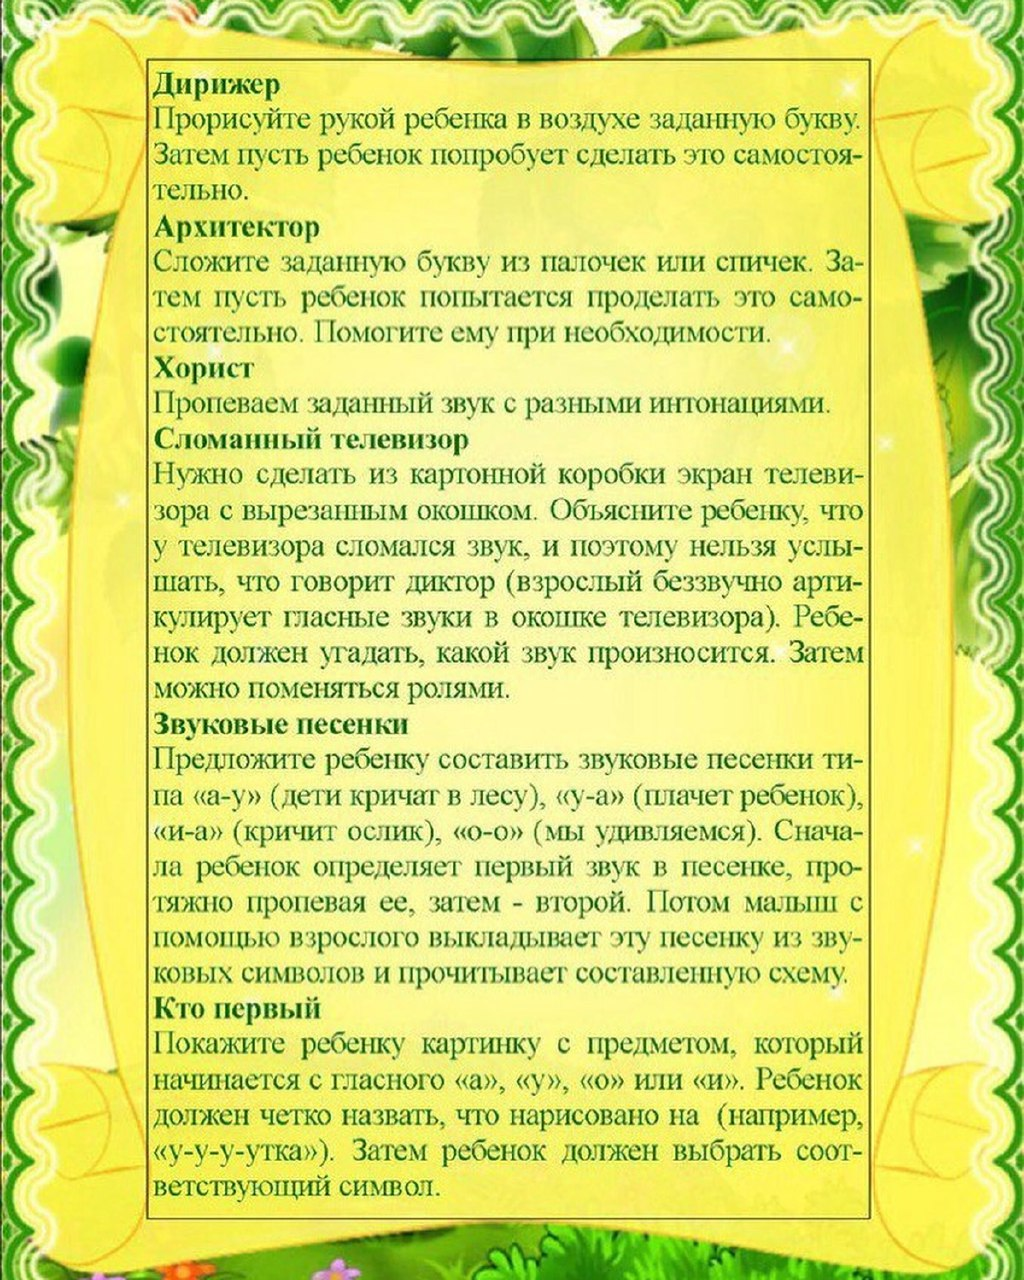 Дирижер
Прорисуйте рукой ребенка в воздухе заданную букву.
Затем пусть ребенок попробует сделать это самостоя-
тельно.
Архитектор
Сложите заданную букву из палочек или спичек. За-
тем пусть ребенок попытается проделать это само-
стоятельно. Помогите ему при необходимости.
Хорист
Пропеваем заданный звук с разными интонациями.
Сломанный телевизор
Нужно сделать из картонной коробки экран телеви-
зора с вырезанным окошком. Объясните ребенку, что
у телевизора сломался звук, и поэтому нельзя услы-
шать, что говорит диктор (взрослый беззвучно арти-
кулирует гласные звуки в окошке телевизора). Ребе-
нок должен угадать, какой звук произносится. Затем
можно поменяться ролями.
Звуковые песенки
Предложите ребенку составить звуковые песенки ти-
па «а-у» (дети кричат в лесу), «у-а» (плачет ребенок),
«и-а» (кричит ослик), «о-о» (мы удивляемся). Снача-
ла ребенок определяет первый звук в песенке, про-
тяжно пропевая ее, затем - второй. Потом малыш с
помощью взрослого выкладывает эту песенку из зву-
ковых символов и прочитывает составленную схему.
Кто первый
Покажите ребенку картинку с предметом, который
начинается с гласного «а», «у», «о» или «и». Ребенок
должен четко назвать, что нарисовано на (например,
«у-у-у-утка»). Затем ребенок должен выбрать соот-
ветствующий символ.